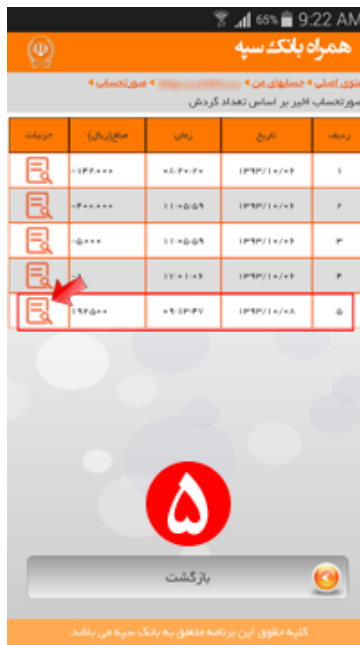 65% 9:22 AM
همراه بانک سپه
منوی اصلی حسابهای من صورتحساب
صورتحساب اخیر بر اساس تعداد گردش
ردیف تاریخ زمان مبلغ(ریال) جزئیات
۱ ۱۳۹۳/۱۰/۰۶ ۰۸:۲۰:۲۰
۲ ۱۳۹۳/۱۰/۰۶ ۱۱:۰۵:۵۹
۳ ۱۳۹۳/۱۰/۰۶ ۱۱:۰۵:۵۹ -۵۰۰۰
۴ ۱۳۹۳/۱۰/۰۶ ۱۲:۰۱:۰۶
۵ ۱۳۹۳/۱۰/۰۸ ۰۹:۱۳:۴۷ ۱۹۲۵۰۰
۵
بازگشت
کلیه حقوق این برنامه متعلق به بانک سپه می باشد.